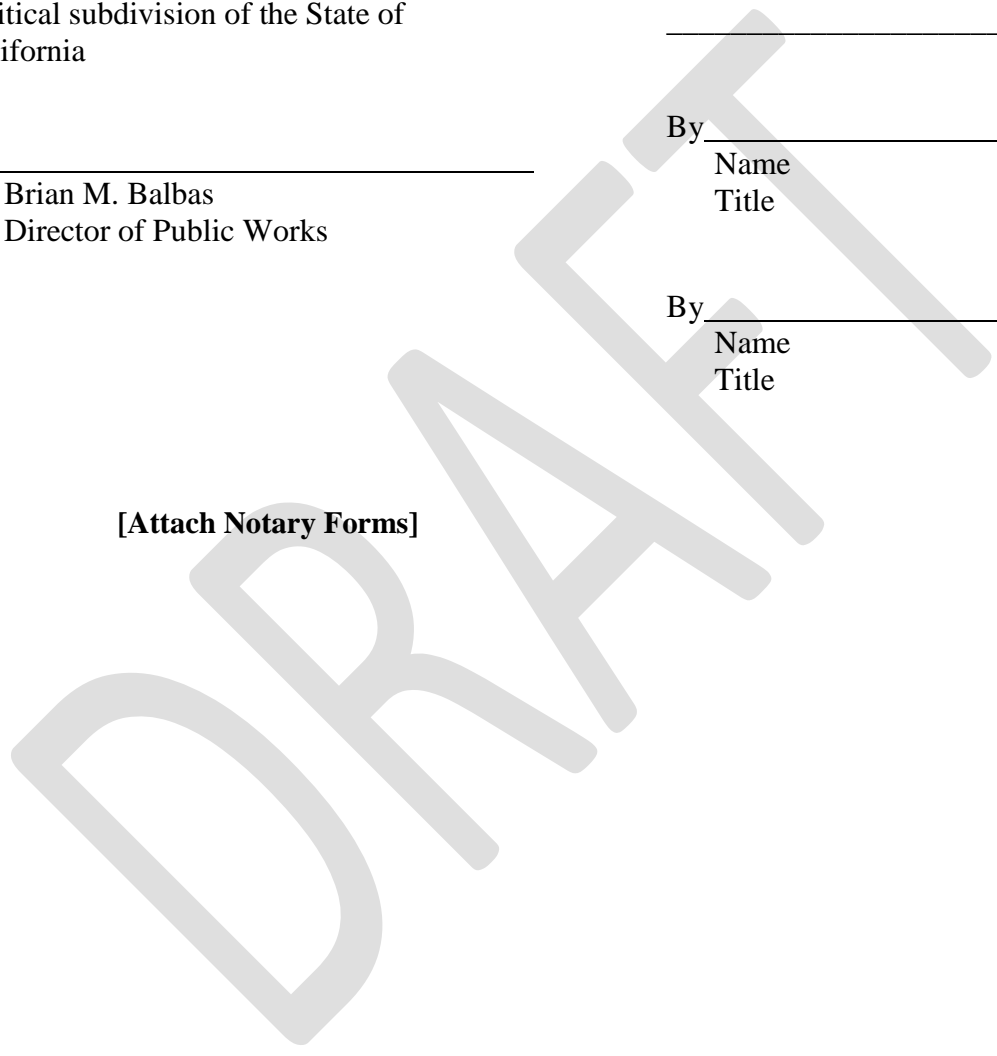 itical subdivision of the State of
ifornia
Brian M. Balbas
Director of Public Works
By
Name
Title
By
Name
Title
[Attach Notary Forms]
DRAFT